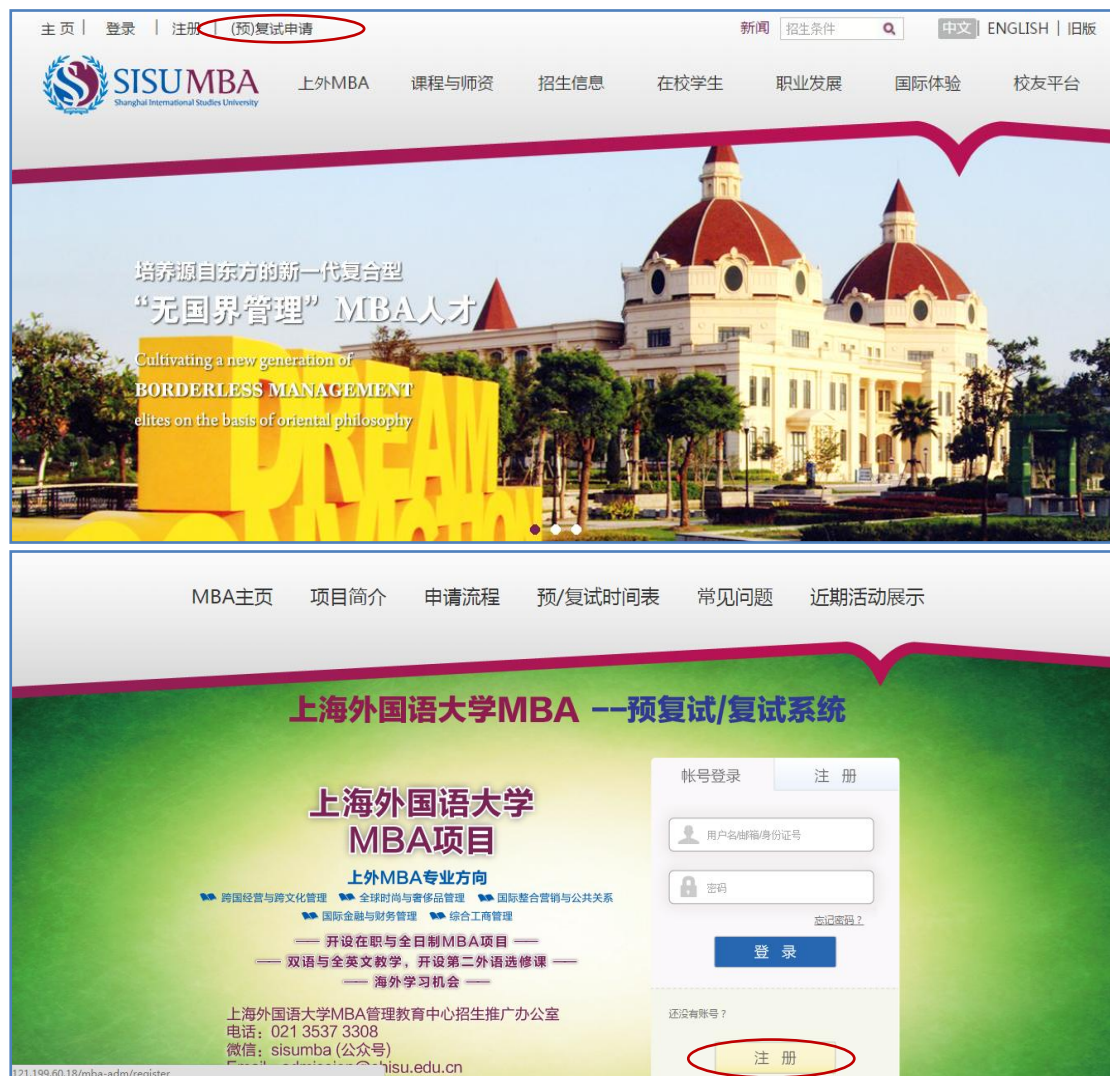 主 页 | 登录 | 注册 | (预)复试申请 新闻 招生条件 中文 | ENGLISH | 旧版
SISU MBA
Shanghai International Studies University
上外MBA 课程与师资 招生信息 在校学生 职业发展 国际体验 校友平台
培养源自东方的新一代复合型
“无国界管理”MBA人才
Cultivating a new generation of
BORDERLESS MANAGEMENT
elites on the basis of oriental philosophy
DREAM
MBA主页 项目简介 申请流程 预/复试时间表 常见问题 近期活动展示
上海外国语大学MBA --预复试/复试系统
帐号登录 注 册
上海外国语大学
MBA项目
用户名/邮箱/身份证号
上外MBA专业方向
密码
跨国经营与跨文化管理 全球时尚与奢侈品管理 国际整合营销与公共关系
国际金融与财务管理 综合工商管理
忘记密码?
—— 开设在职与全日制MBA项目 ——
登 录
—— 双语与全英文教学，开设第二外语选修课 ——
—— 海外学习机会 ——
上海外国语大学MBA管理教育中心招生推广办公室
还没有账号？
电话：021 3537 3308
微信：sisumba (公众号)
注 册
121.199.60.18/mba-adm/register